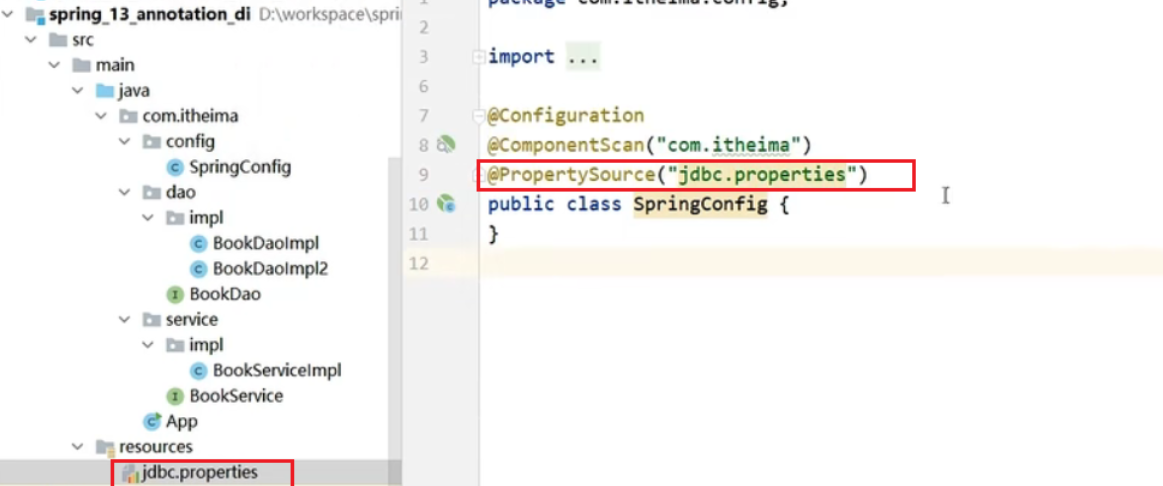 spring_13_annotation_di D:\workspace\spri
src
main
java
com.itheima
config
SpringConfig
dao
impl
BookDaoImpl
BookDaoImpl2
BookDao
service
impl
BookServiceImpl
BookService
App
resources
jdbc.properties
package com.itheima.config;
2
3 import ...
6
7 @Configuration
8 @ComponentScan("com.itheima")
9 @PropertySource("jdbc.properties")
10 public class SpringConfig {
11 }
12